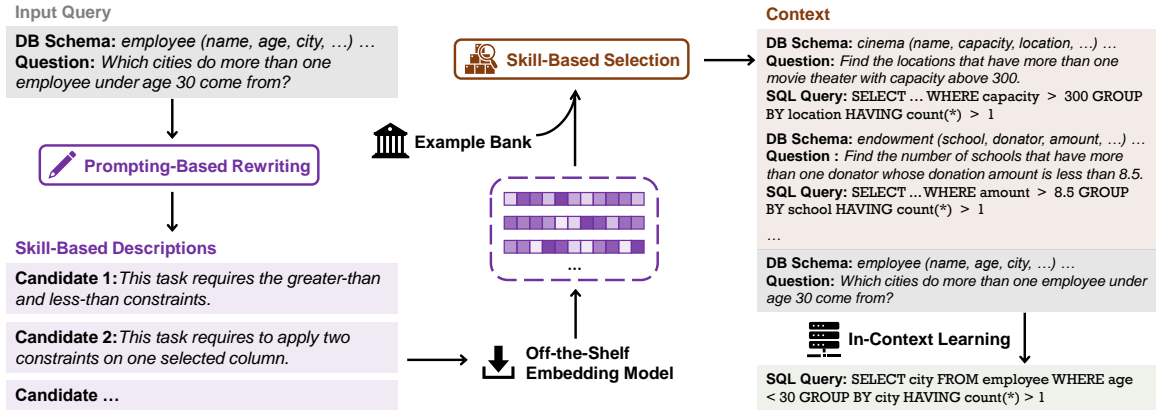 Input Query
DB Schema: employee (name, age, city, …) …
Question: Which cities do more than one
employee under age 30 come from?
Prompting-Based Rewriting
Skill-Based Descriptions
Candidate 1:This task requires the greater-than
and less-than constraints.
Candidate 2:This task requires to apply two
constraints on one selected column.
Candidate …
Example Bank
Skill-Based Selection
...
Off-the-Shelf
Embedding Model
Context
DB Schema: cinema (name, capacity, location, …) …
Question: Find the locations that have more than one
movie theater with capacity above 300.
SQL Query: SELECT … WHERE capacity > 300 GROUP
BY location HAVING count(*) > 1
DB Schema: endowment (school, donator, amount, …) …
Question : Find the number of schools that have more
than one donator whose donation amount is less than 8.5.
SQL Query: SELECT …WHERE amount > 8.5 GROUP
BY school HAVING count(*) > 1
…
DB Schema: employee (name, age, city, …) …
Question: Which cities do more than one employee under
age 30 come from?
In-Context Learning
SQL Query: SELECT city FROM employee WHERE age
< 30 GROUP BY city HAVING count(*) > 1